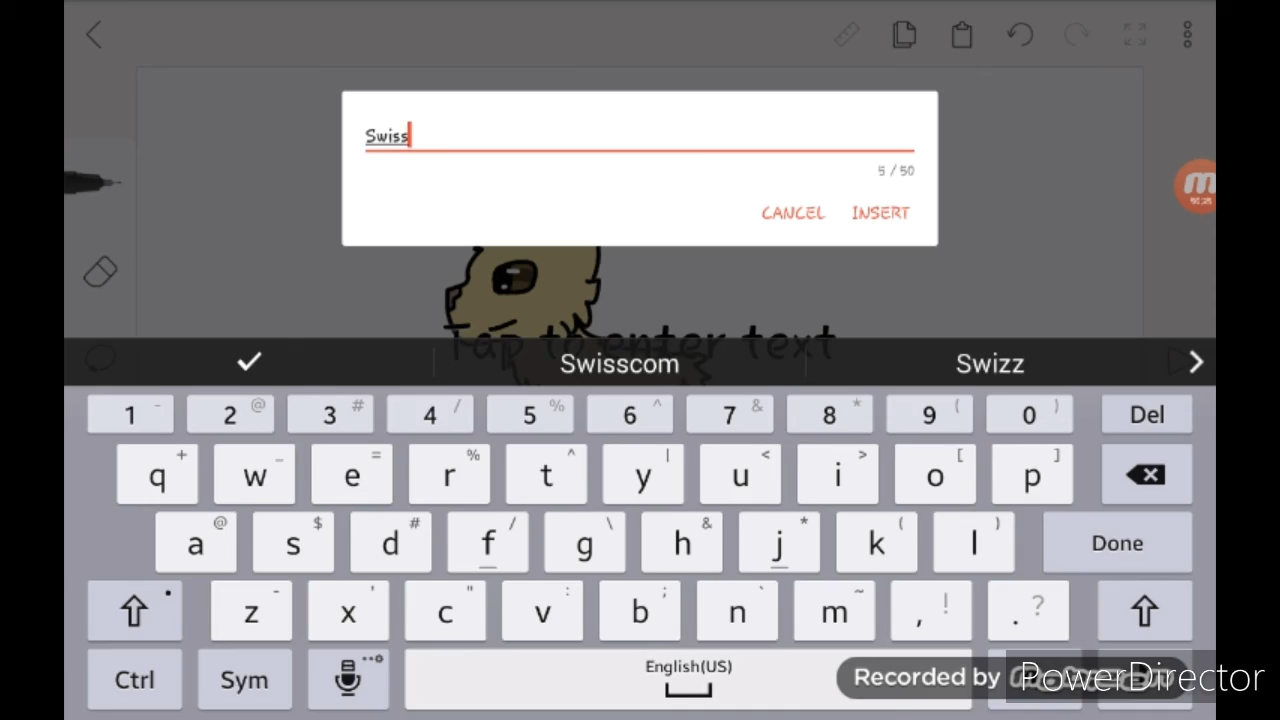 Swiss
5 / 50
CANCEL INSERT
Tap to enter text
Swisscom Swizz
1 - 2 @ 3 # 4 / 5 % 6 ^ 7 & 8 * 9 ( 0 ) Del
q + w _ e = r % t ^ y | u < i > o [ p ]
a @ s $ d # f / g \ h & j * k ( l ) Done
z - x ' c " v : b ; n ` m ~ , ! . ?
Ctrl Sym English(US)
Recorded by
PowerDirector